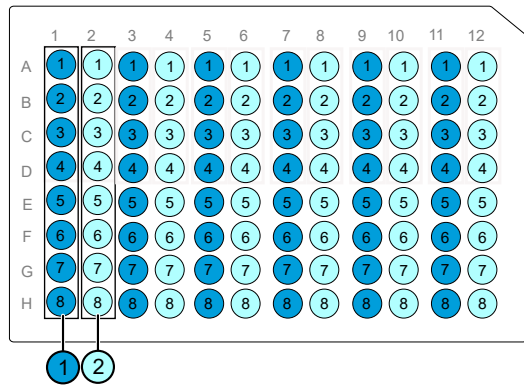 1 2 3 4 5 6 7 8 9 10 11 12
A 1 1 1 1 1 1 1 1 1 1 1 1
B 2 2 2 2 2 2 2 2 2 2 2 2
C 3 3 3 3 3 3 3 3 3 3 3 3
D 4 4 4 4 4 4 4 4 4 4 4 4
E 5 5 5 5 5 5 5 5 5 5 5 5
F 6 6 6 6 6 6 6 6 6 6 6 6
G 7 7 7 7 7 7 7 7 7 7 7 7
H 8 8 8 8 8 8 8 8 8 8 8 8
1 2